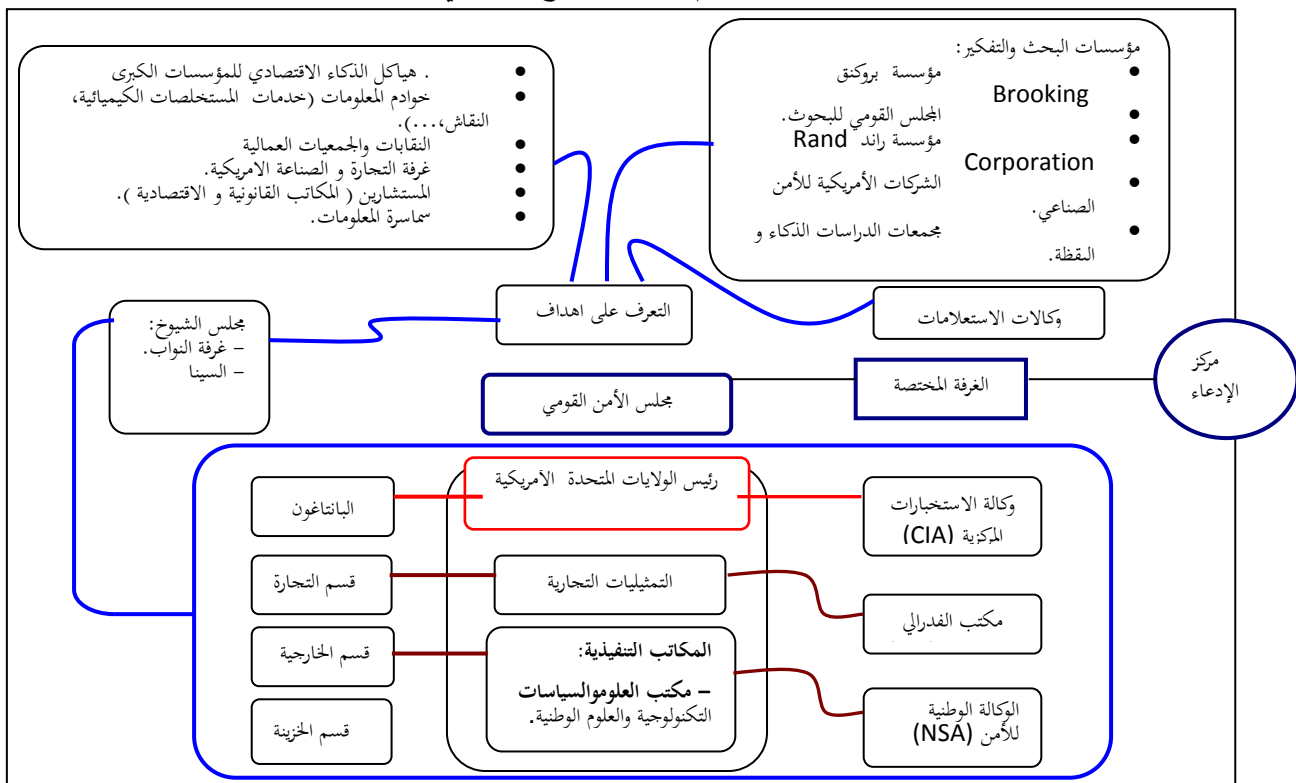 مؤسسات البحث والتفكير:
● مؤسسة بروكنق
Brooking
● المجلس القومي للبحوث.
● مؤسسة راند Rand
Corporation
● الشركات الأمريكية للأمن
الصناعي.
● مجمعات الدراسات الذكاء و
اليقظة.
● . هياكل الذكاء الاقتصادي للمؤسسات الكبرى
● خوادم المعلومات (خدمات المستخلصات الكيميائية،
النقاش،...).
● النقابات والجمعيات العمالية
● غرفة التجارة و الصناعة الامريكية.
● المستشارين ( المكاتب القانونية و الاقتصادية ).
● سماسرة المعلومات.
وكالات الاستعلامات
التعرف على اهداف
مجلس الشيوخ:
– غرفة النواب.
– السينا
مركز
الإدعاء
الغرفة المختصة
مجلس الأمن القومي
رئيس الولايات المتحدة الأمريكية
وكالة الاستخبارات
المركزية (CIA)
البانتاغون
التمثيليات التجارية
قسم التجارة
مكتب الفدرالي
المكاتب التنفيذية:
– مكتب العلوموالسياسات
التكنولوجية والعلوم الوطنية.
قسم الخارجية
الوكالة الوطنية
للأمن (NSA)
قسم الخزينة